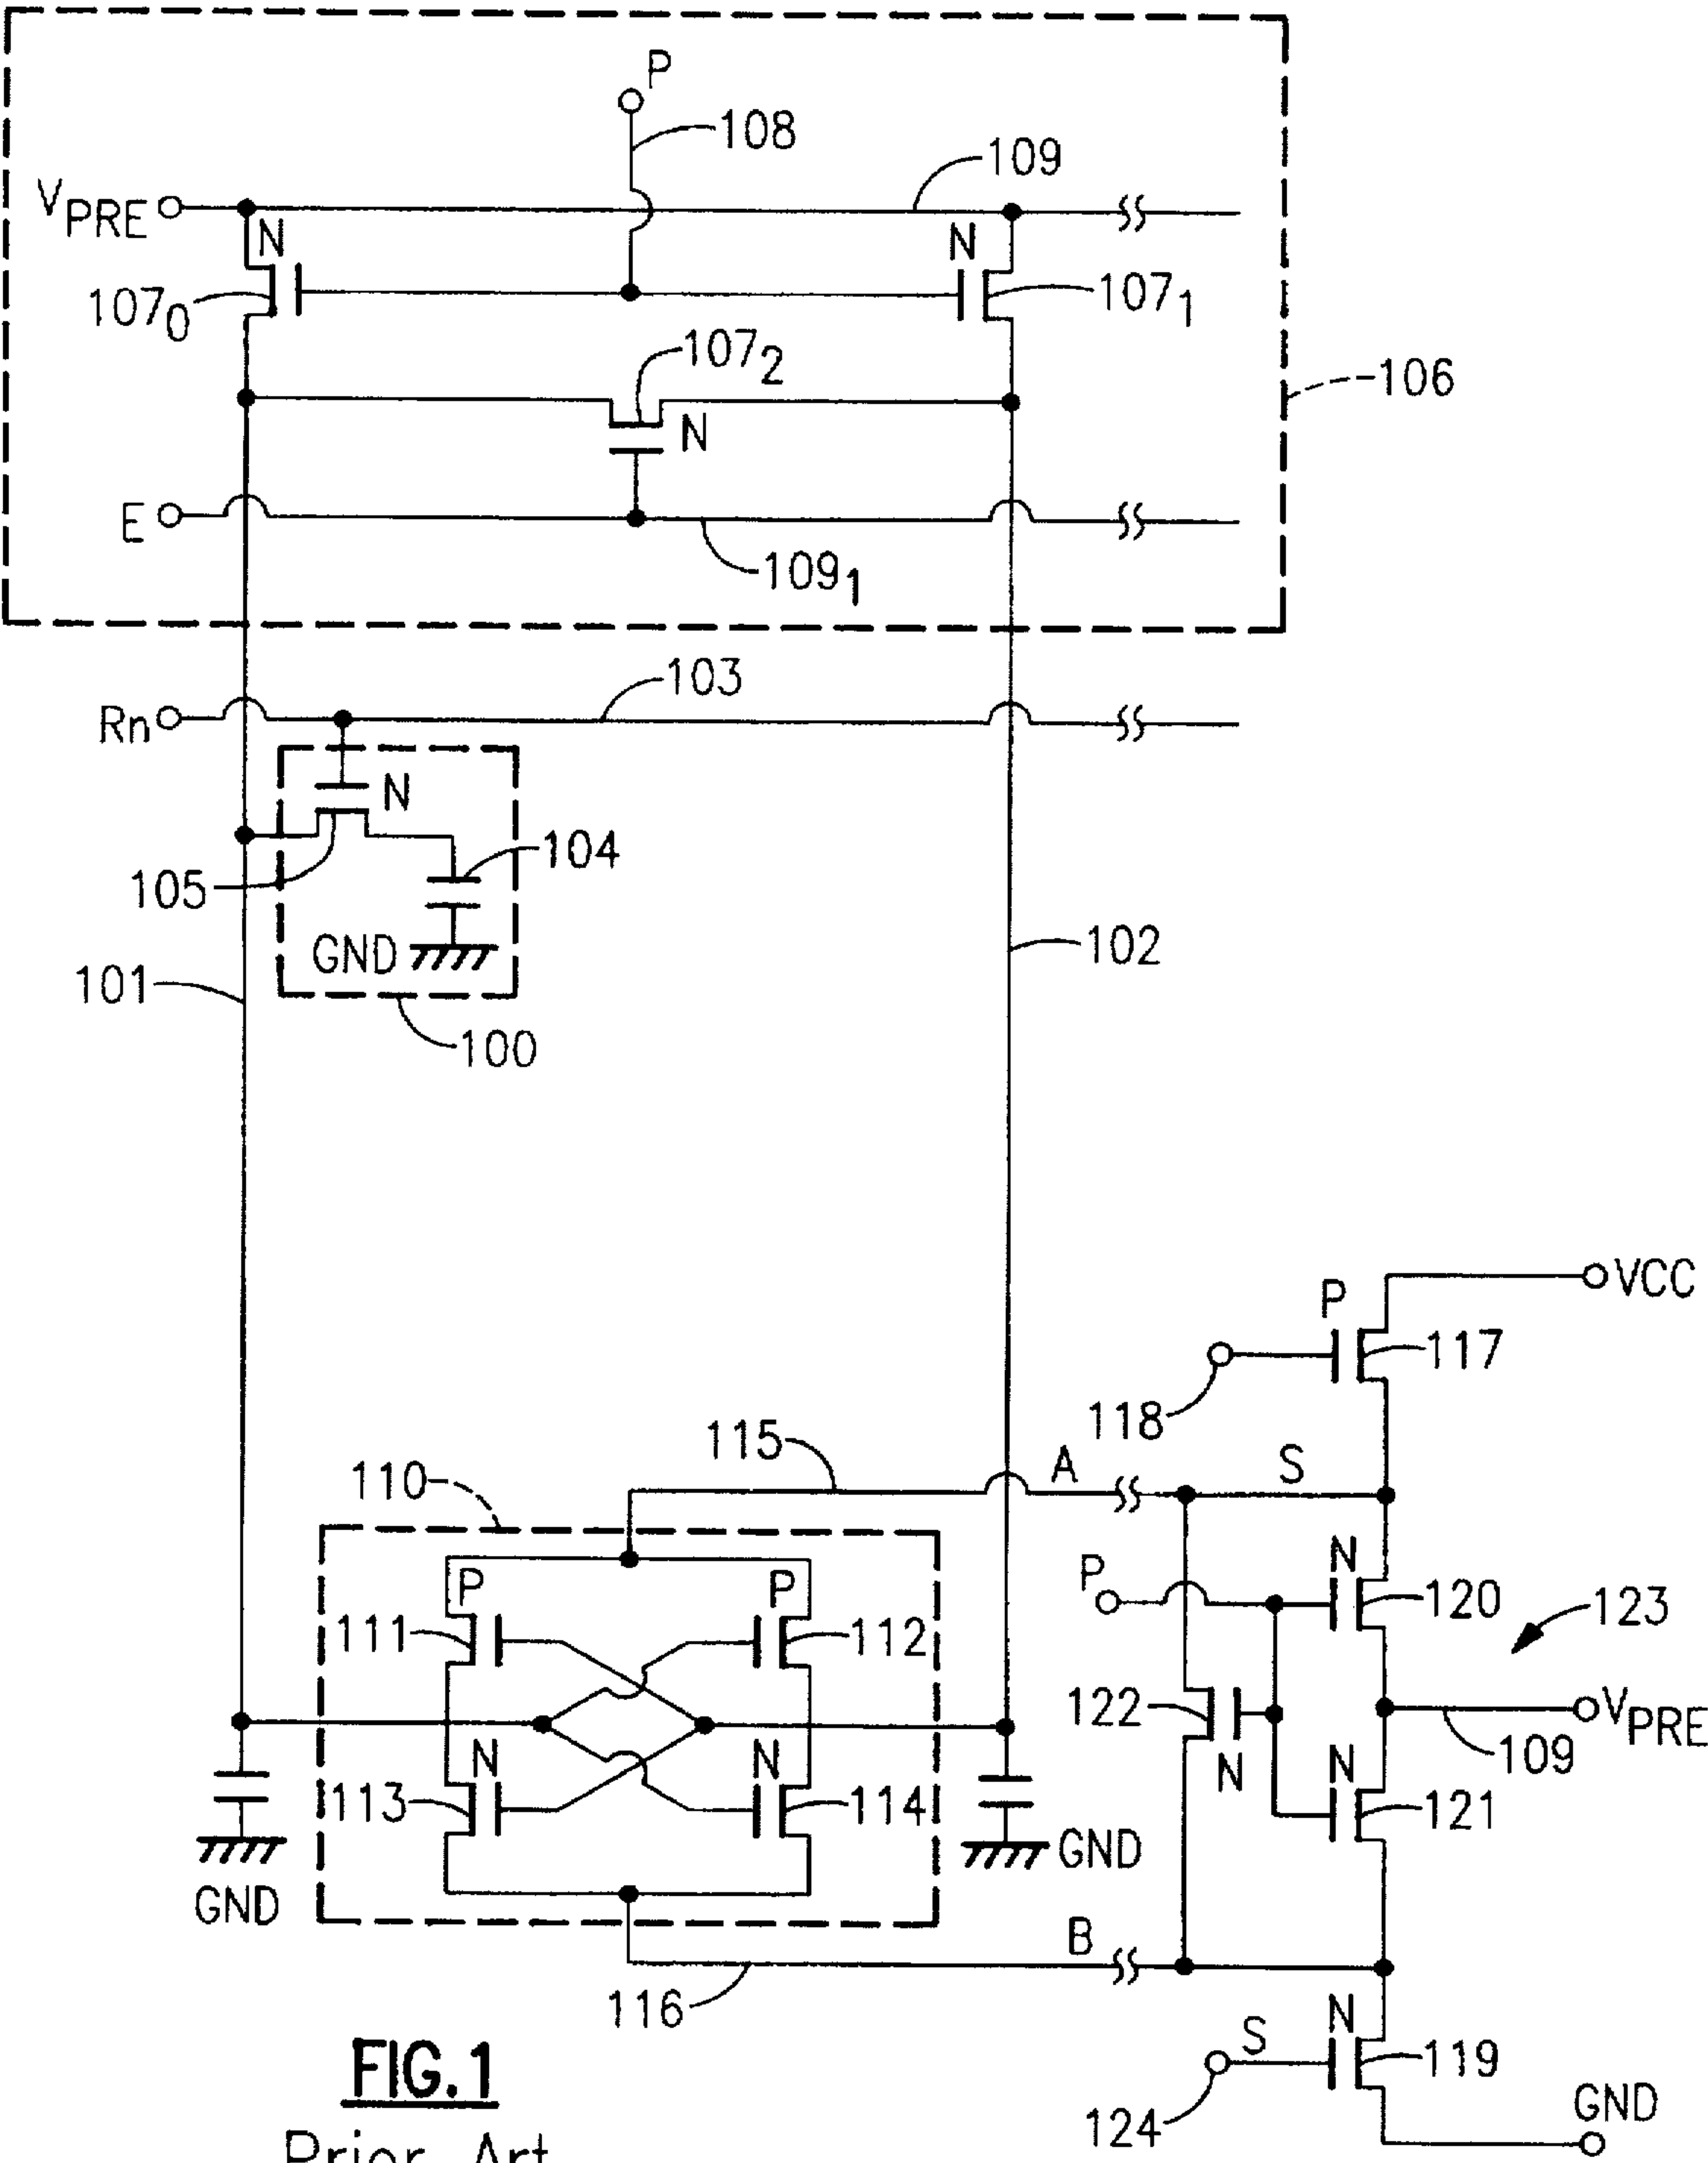 P
108
109
VPRE
N
N
107₀
107₁
107₂
106
N
E
109₁
103
Rn
N
104
105
GND
102
101
100
VCC
P
117
118
115
A
S
110
P
P
P
N
120
123
111
112
122
VPRE
N
N
N
N
109
113
114
121
GND
GND
B
116
N
S
119
FIG.1
GND
124
Prior Art